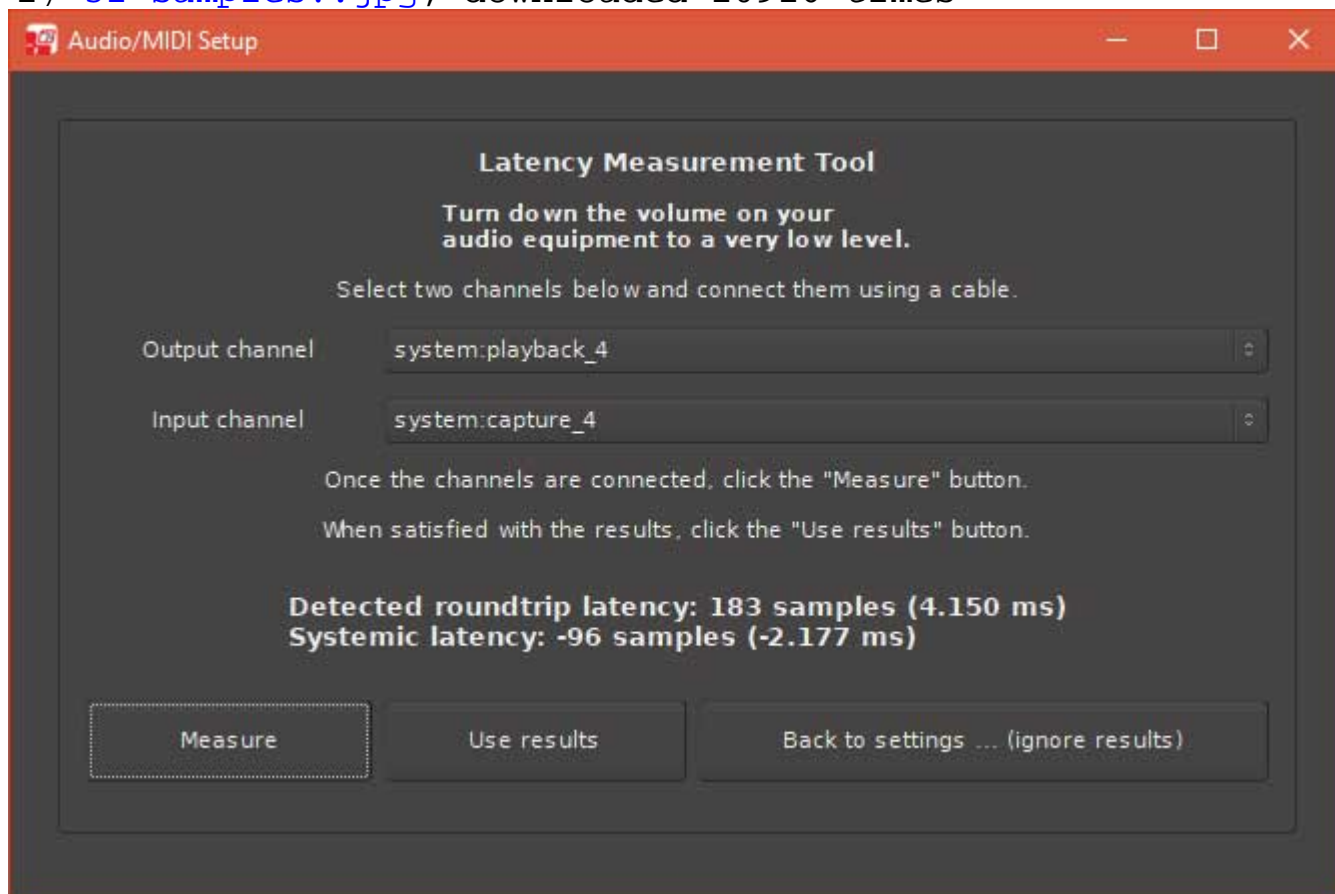 Audio/MIDI Setup
Latency Measurement Tool
Turn down the volume on your
audio equipment to a very low level.
Select two channels below and connect them using a cable.
Output channel system:playback_4
Input channel system:capture_4
Once the channels are connected, click the "Measure" button.
When satisfied with the results, click the "Use results" button.
Detected roundtrip latency: 183 samples (4.150 ms)
Systemic latency: -96 samples (-2.177 ms)
Measure Use results Back to settings ... (ignore results)